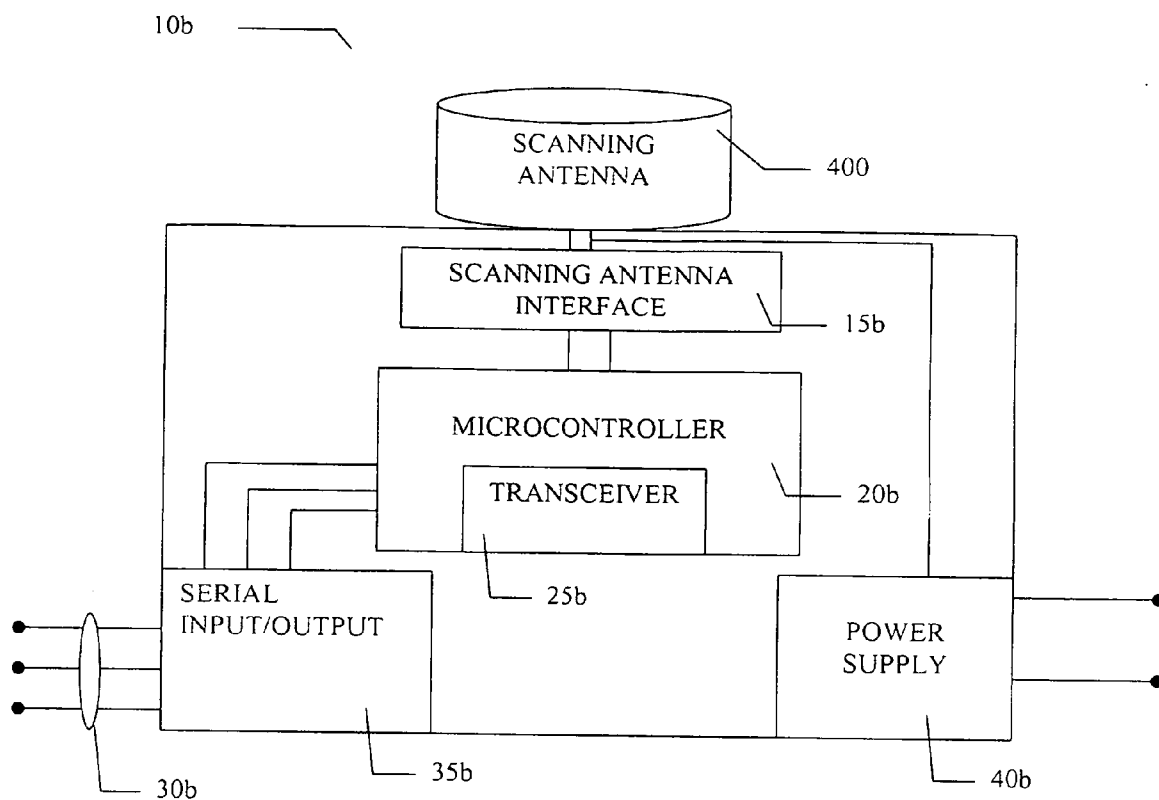 10b
SCANNING
ANTENNA
400
SCANNING ANTENNA
INTERFACE
15b
MICROCONTROLLER
TRANSCEIVER
20b
25b
SERIAL
INPUT/OUTPUT
POWER
SUPPLY
30b
35b
40b